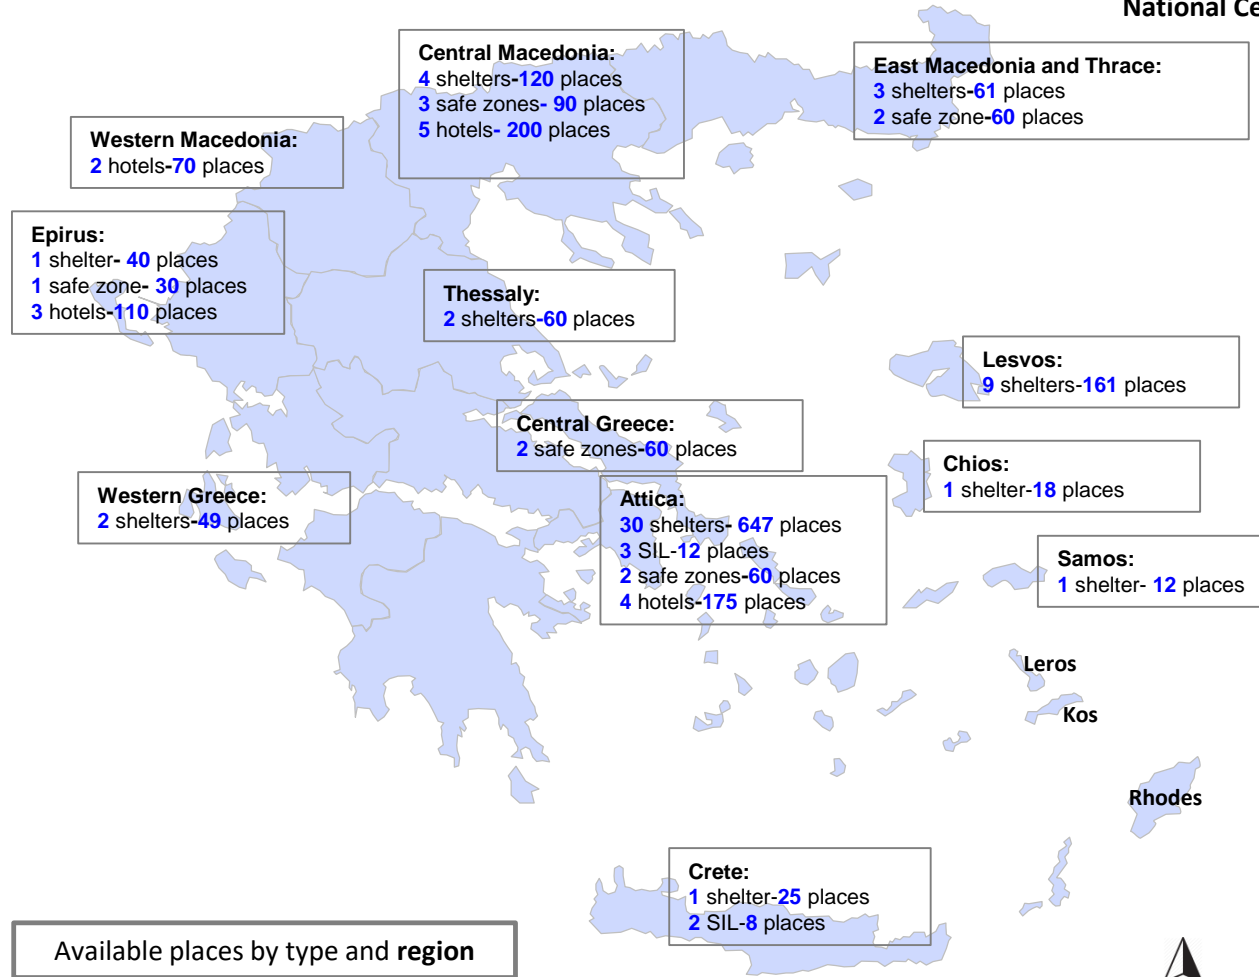 National Ce
Central Macedonia:
4 shelters-120 places
3 safe zones- 90 places
5 hotels- 200 places
East Macedonia and Thrace:
3 shelters-61 places
2 safe zone-60 places
Western Macedonia:
2 hotels-70 places
Epirus:
1 shelter- 40 places
1 safe zone- 30 places
3 hotels-110 places
Thessaly:
2 shelters-60 places
Lesvos:
9 shelters-161 places
Central Greece:
2 safe zones-60 places
Chios:
1 shelter-18 places
Western Greece:
2 shelters-49 places
Attica:
30 shelters- 647 places
3 SIL-12 places
2 safe zones-60 places
4 hotels-175 places
Samos:
1 shelter- 12 places
Leros
Kos
Rhodes
Crete:
1 shelter-25 places
2 SIL-8 places
Available places by type and region